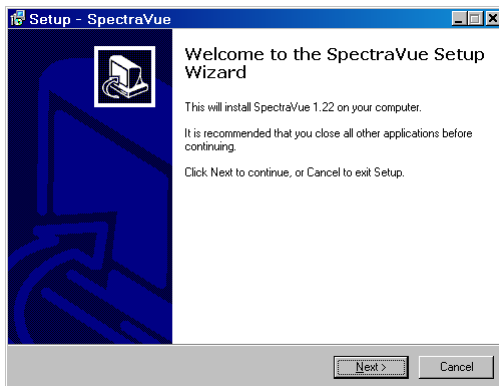 Setup - SpectraVue
Welcome to the SpectraVue Setup
Wizard
This will install SpectraVue 1.22 on your computer.
It is recommended that you close all other applications before
continuing.
Click Next to continue, or Cancel to exit Setup.
Next >
Cancel